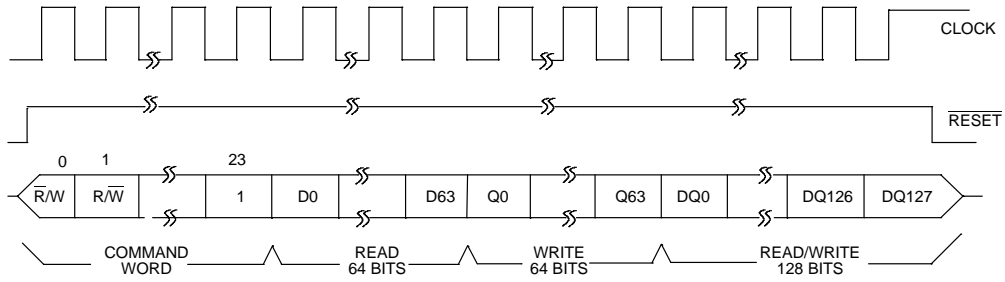 CLOCK
RESET
0 1 23
R/W R/W 1 D0 D63 Q0 Q63 DQ0 DQ126 DQ127
COMMAND WORD
READ 64 BITS
WRITE 64 BITS
READ/WRITE 128 BITS